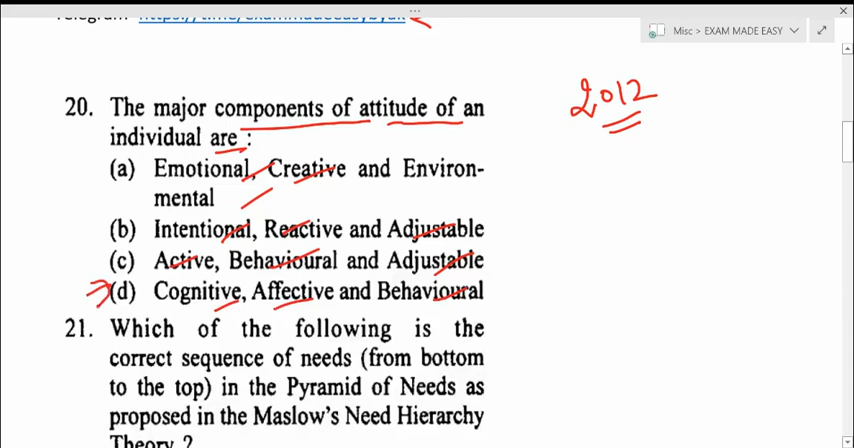 Misc > EXAM MADE EASY
2012
20. The major components of attitude of an
individual are :
(a) Emotional, Creative and Environ-
mental
(b) Intentional, Reactive and Adjustable
(c) Active, Behavioural and Adjustable
(d) Cognitive, Affective and Behavioural
21. Which of the following is the
correct sequence of needs (from bottom
to the top) in the Pyramid of Needs as
proposed in the Maslow's Need Hierarchy
Theory ?